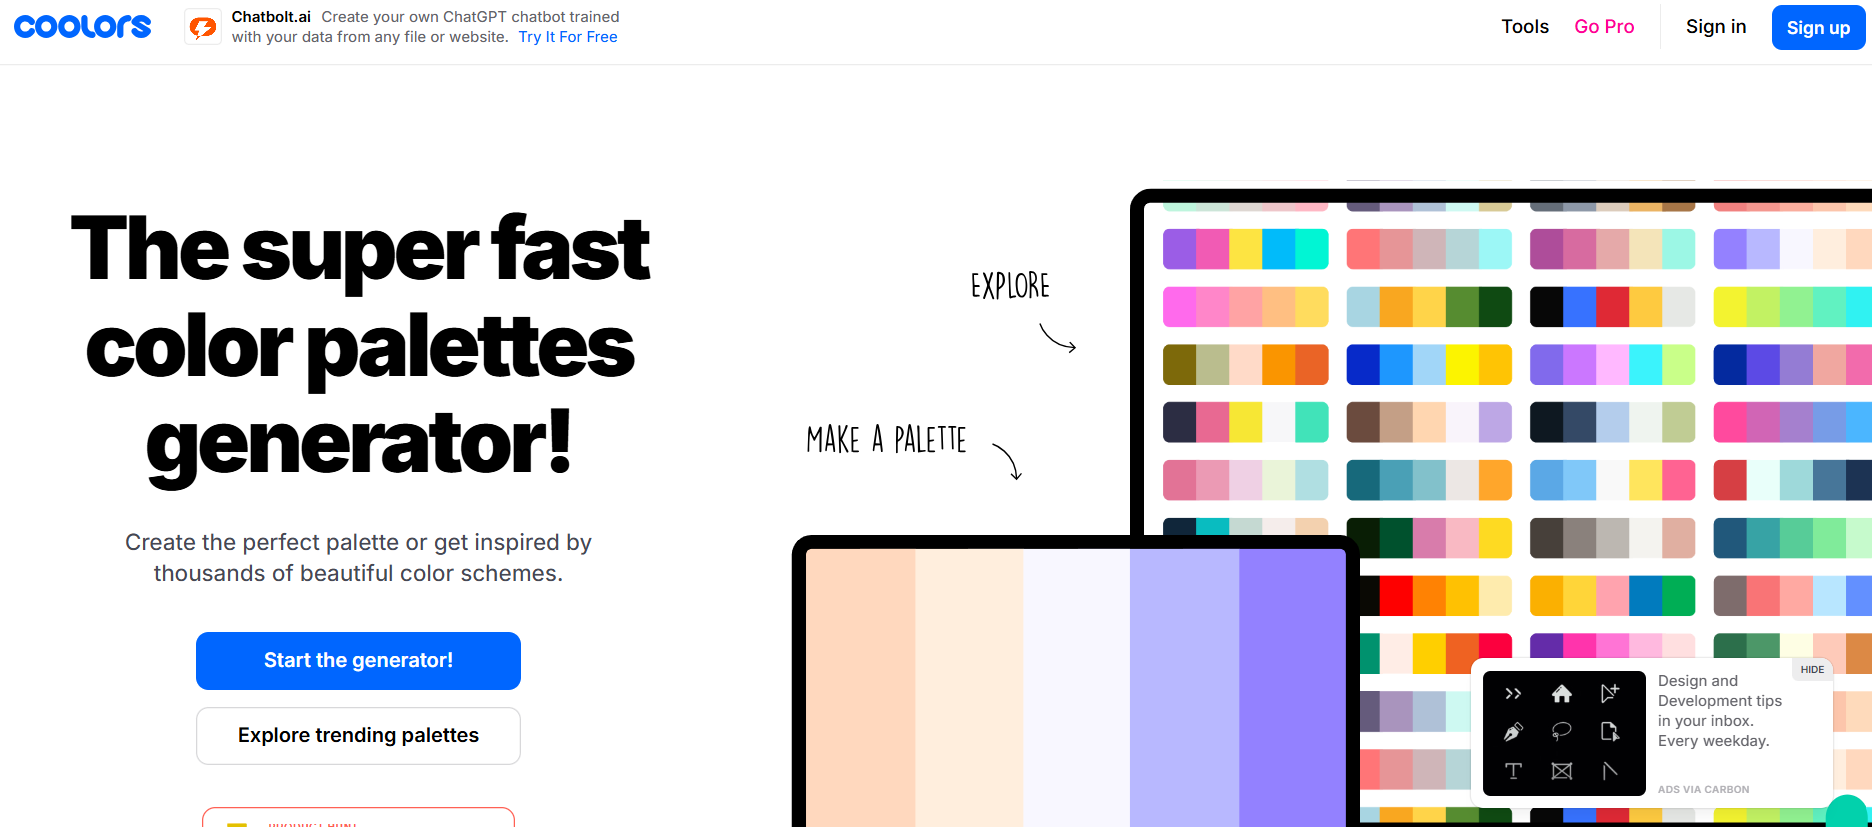 coolors
Chatbolt.ai Create your own ChatGPT chatbot trained
with your data from any file or website. Try It For Free
Tools
Go Pro
Sign in
Sign up
The super fast
color palettes
generator!
Create the perfect palette or get inspired by
thousands of beautiful color schemes.
Start the generator!
Explore trending palettes
EXPLORE
MAKE A PALETTE
HIDE
Design and
Development tips
in your inbox.
Every weekday.
ADS VIA CARBON